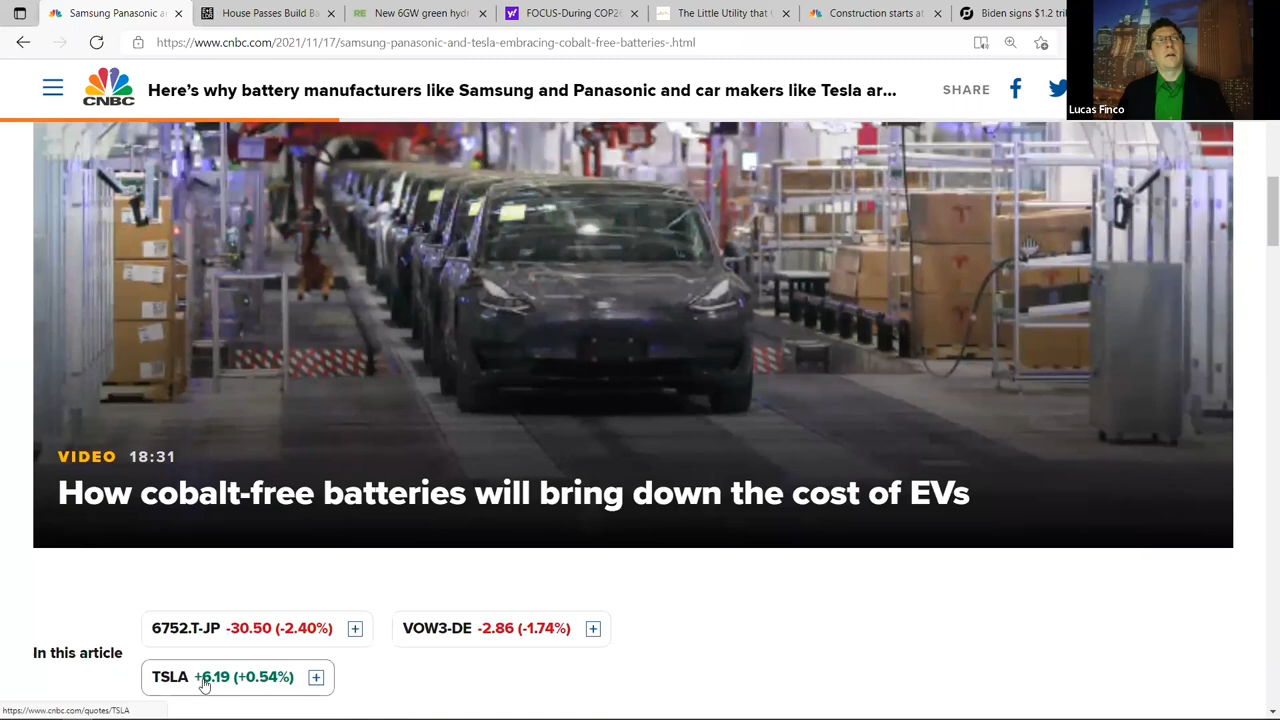 Samsung Panasonic a
House Passes Build Ba
New 6GW green hydr
FOCUS-During COP26
The Little Utility that
Construction starts at
Biden signs $1.2 tri
https://www.cnbc.com/2021/11/17/samsung-panasonic-and-tesla-embracing-cobalt-free-batteries-.html
Lucas Finco
CNBC
Here's why battery manufacturers like Samsung and Panasonic and car makers like Tesla ar...
SHARE
VIDEO 18:31
How cobalt-free batteries will bring down the cost of EVs
In this article
6752.T-JP -30.50 (-2.40%)
VOW3-DE -2.86 (-1.74%)
TSLA +6.19 (+0.54%)
https://www.cnbc.com/quotes/TSLA